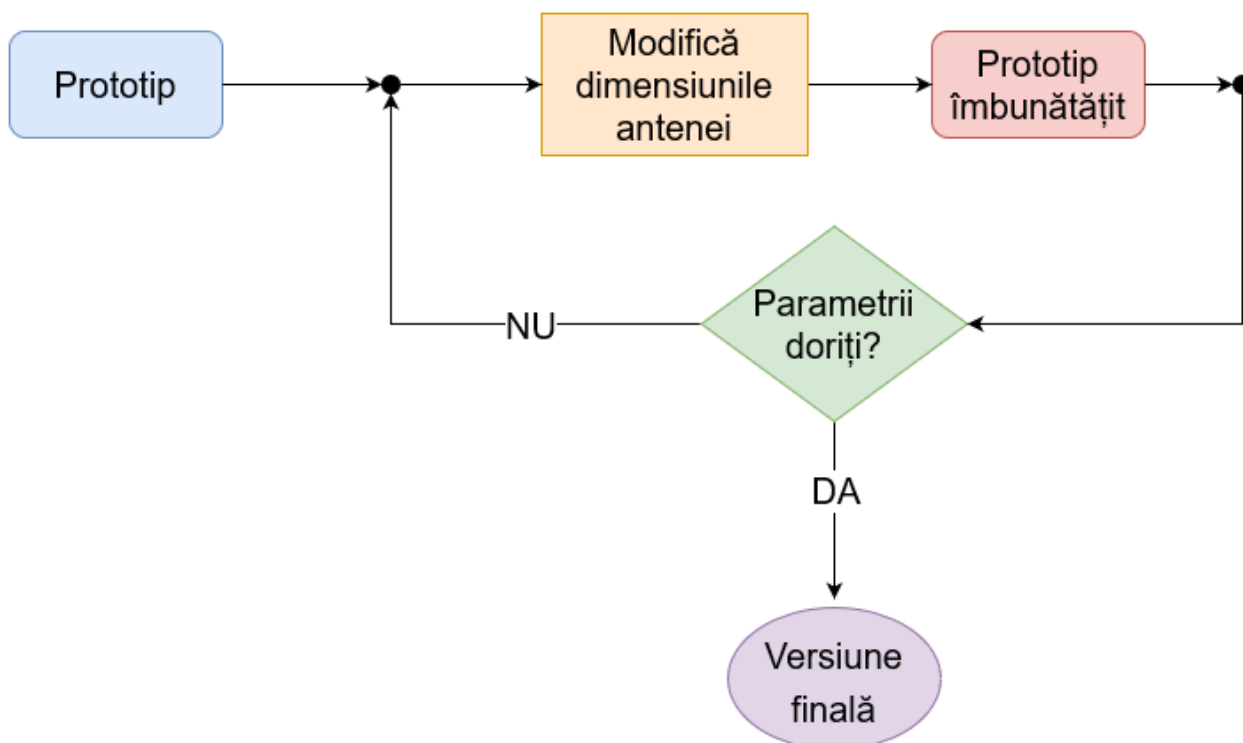 Prototip
Modifică
dimensiunile
antenei
Prototip
îmbunătățit
Parametrii
doriți?
NU
DA
Versiune
finală